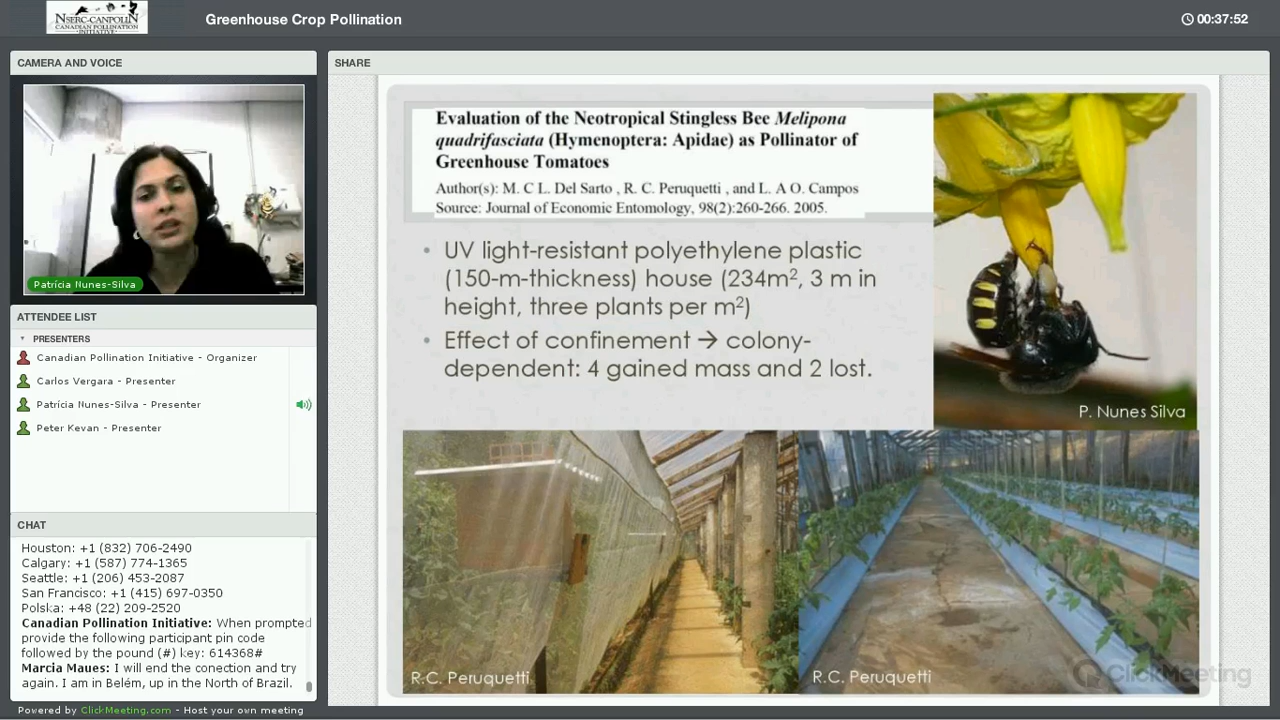 NSERC-CANPOLIN
CANADIAN POLLINATION
INITIATIVE
Greenhouse Crop Pollination
00:37:52
CAMERA AND VOICE
Patrícia Nunes-Silva
ATTENDEE LIST
PRESENTERS
Canadian Pollination Initiative - Organizer
Carlos Vergara - Presenter
Patrícia Nunes-Silva - Presenter
Peter Kevan - Presenter
CHAT
Houston: +1 (832) 706-2490
Calgary: +1 (587) 774-1365
Seattle: +1 (206) 453-2087
San Francisco: +1 (415) 697-0350
Polska: +48 (22) 209-2520
Canadian Pollination Initiative: When prompted
provide the following participant pin code
followed by the pound (#) key: 614368#
Marcia Maues: I will end the conection and try
again. I am in Belém, up in the North of Brazil.
Powered by ClickMeeting.com - Host your own meeting
SHARE
Evaluation of the Neotropical Stingless Bee Melipona
quadrifasciata (Hymenoptera: Apidae) as Pollinator of
Greenhouse Tomatoes
Author(s): M. C L. Del Sarto , R. C. Peruquetti , and L. A O. Campos
Source: Journal of Economic Entomology, 98(2):260-266. 2005.
• UV light-resistant polyethylene plastic
(150-m-thickness) house (234m², 3 m in
height, three plants per m²)
• Effect of confinement → colony-
dependent: 4 gained mass and 2 lost.
P. Nunes Silva
R.C. Peruquetti
R.C. Peruquetti
ClickMeeting